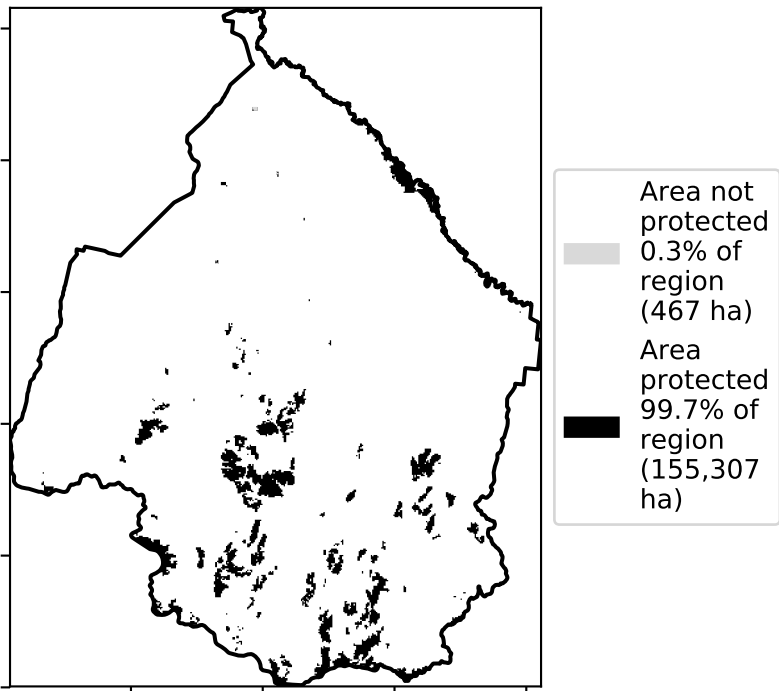 Area not
protected
0.3% of
region
(467 ha)
Area
protected
99.7% of
region
(155,307
ha)